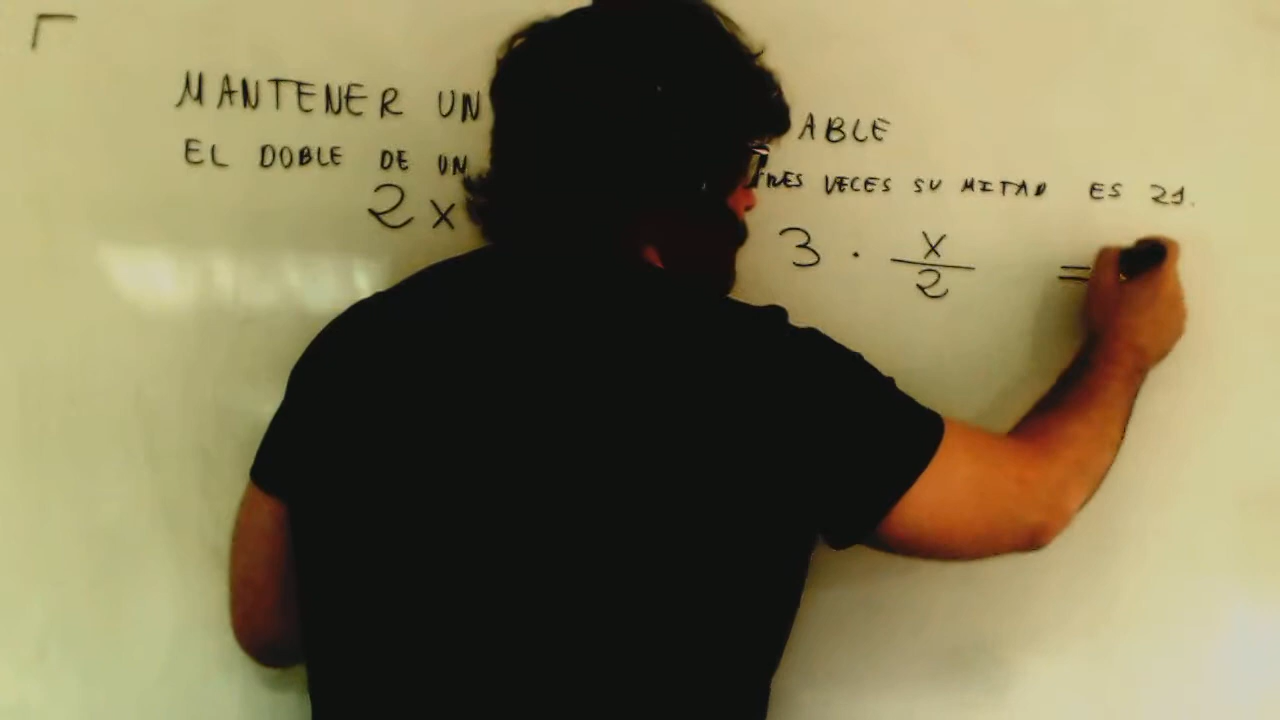 MANTENER UN ABLE
EL DOBLE DE UN TRES VECES SU MITAD ES 21.
2x 3 · x/2 =